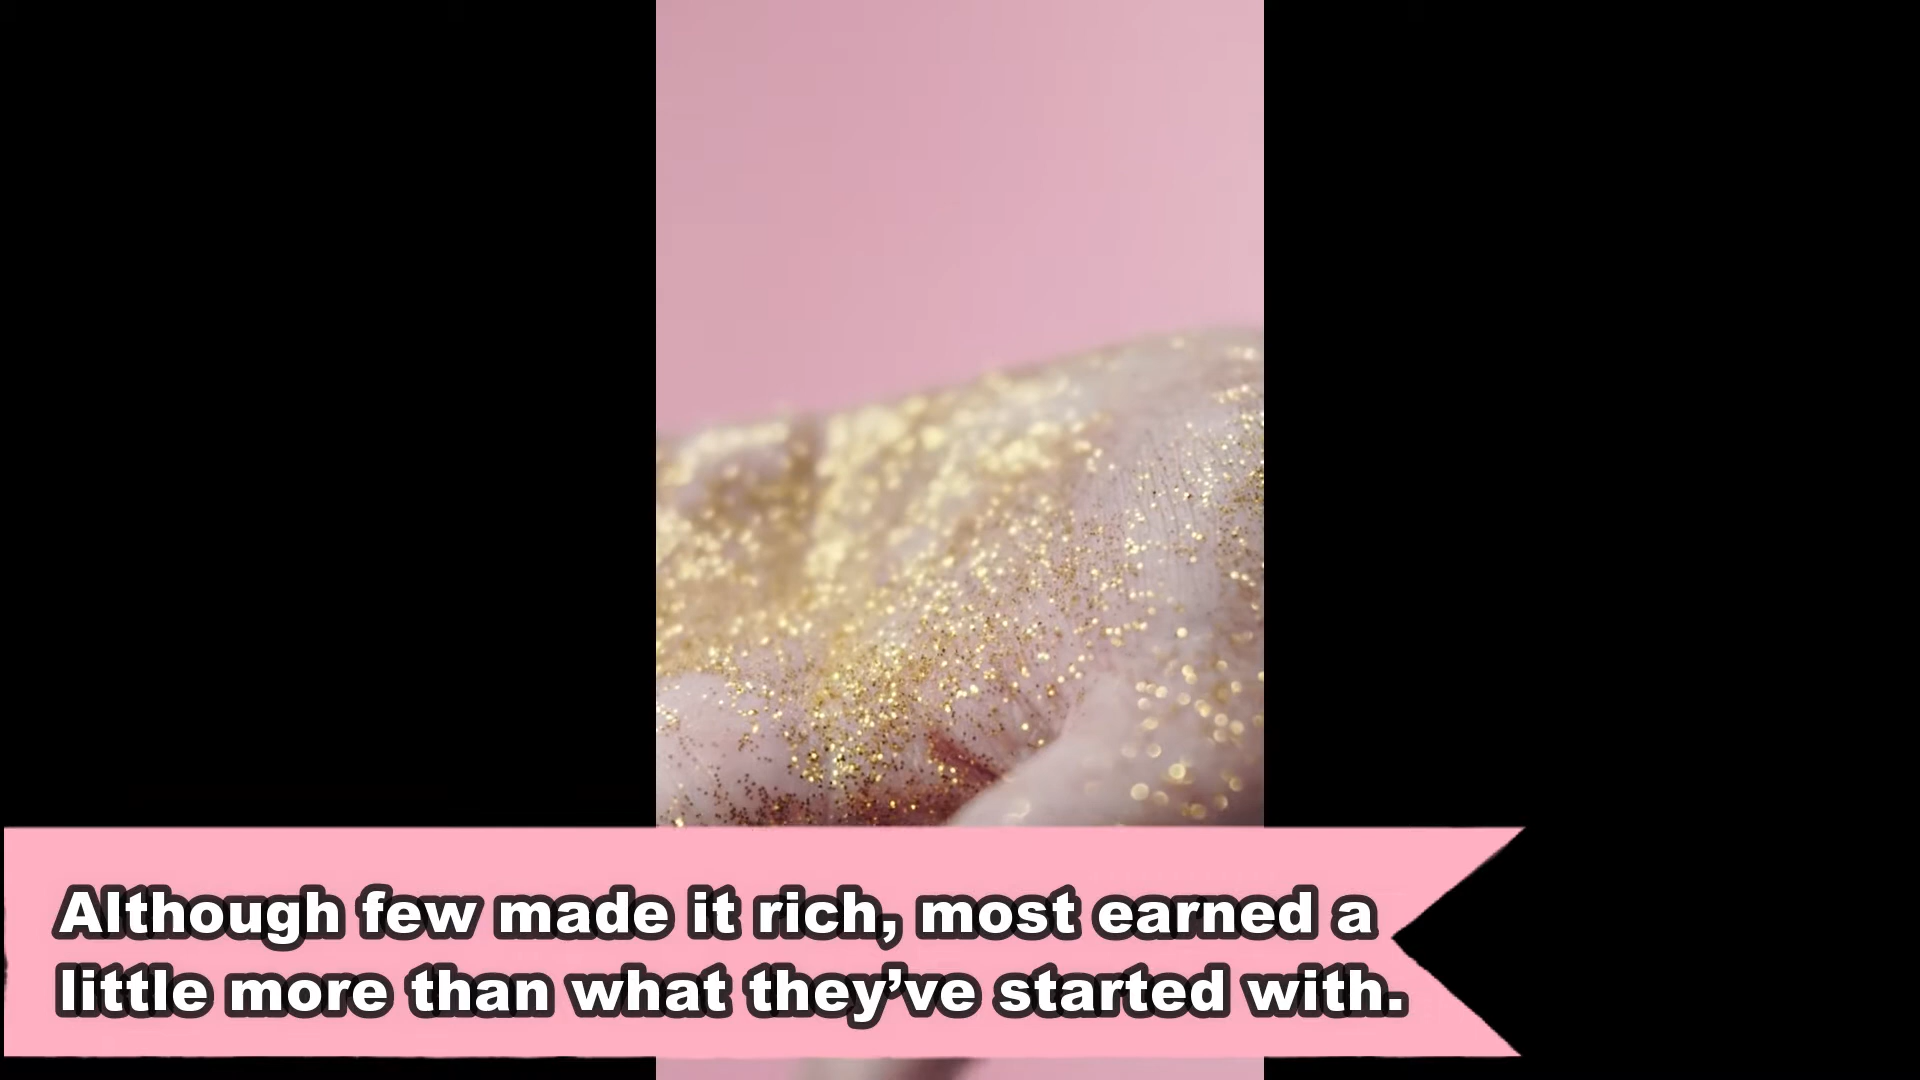 Although few made it rich, most earned a
little more than what they’ve started with.